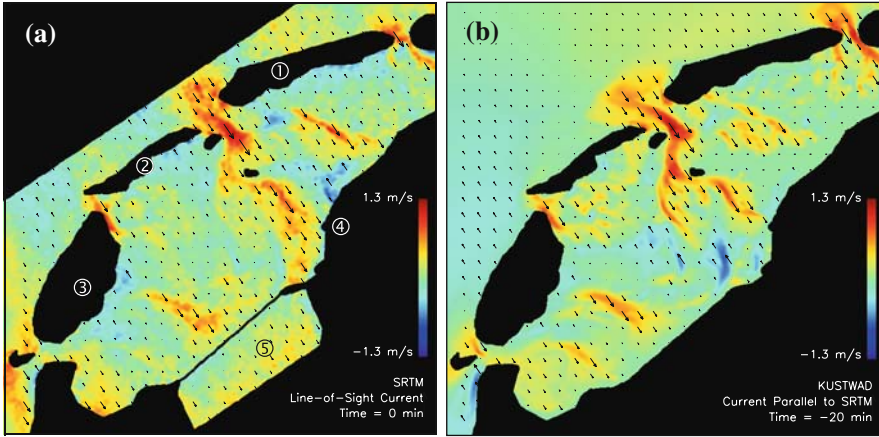 (a)
①
②
③
④
⑤
1.3 m/s
−1.3 m/s
SRTM
Line-of-Sight Current
Time = 0 min
(b)
1.3 m/s
−1.3 m/s
KUSTWAD
Current Parallel to SRTM
Time = −20 min